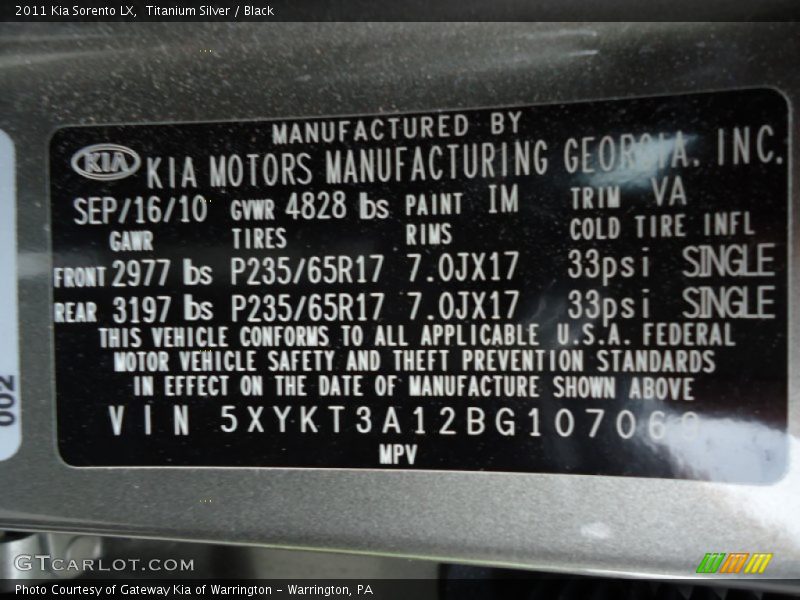 2011 Kia Sorento LX, Titanium Silver / Black
MANUFACTURED BY
KIA KIA MOTORS MANUFACTURING GEORGIA, INC.
SEP/16/10 GVWR 4828 lbs PAINT IM TRIM VA
GAWR TIRES RIMS COLD TIRE INFL
FRONT 2977 lbs P235/65R17 7.0JX17 33psi SINGLE
REAR 3197 lbs P235/65R17 7.0JX17 33psi SINGLE
THIS VEHICLE CONFORMS TO ALL APPLICABLE U.S.A. FEDERAL
MOTOR VEHICLE SAFETY AND THEFT PREVENTION STANDARDS
IN EFFECT ON THE DATE OF MANUFACTURE SHOWN ABOVE
VIN
MPV
002
GTCARLOT.COM
Photo Courtesy of Gateway Kia of Warrington - Warrington, PA